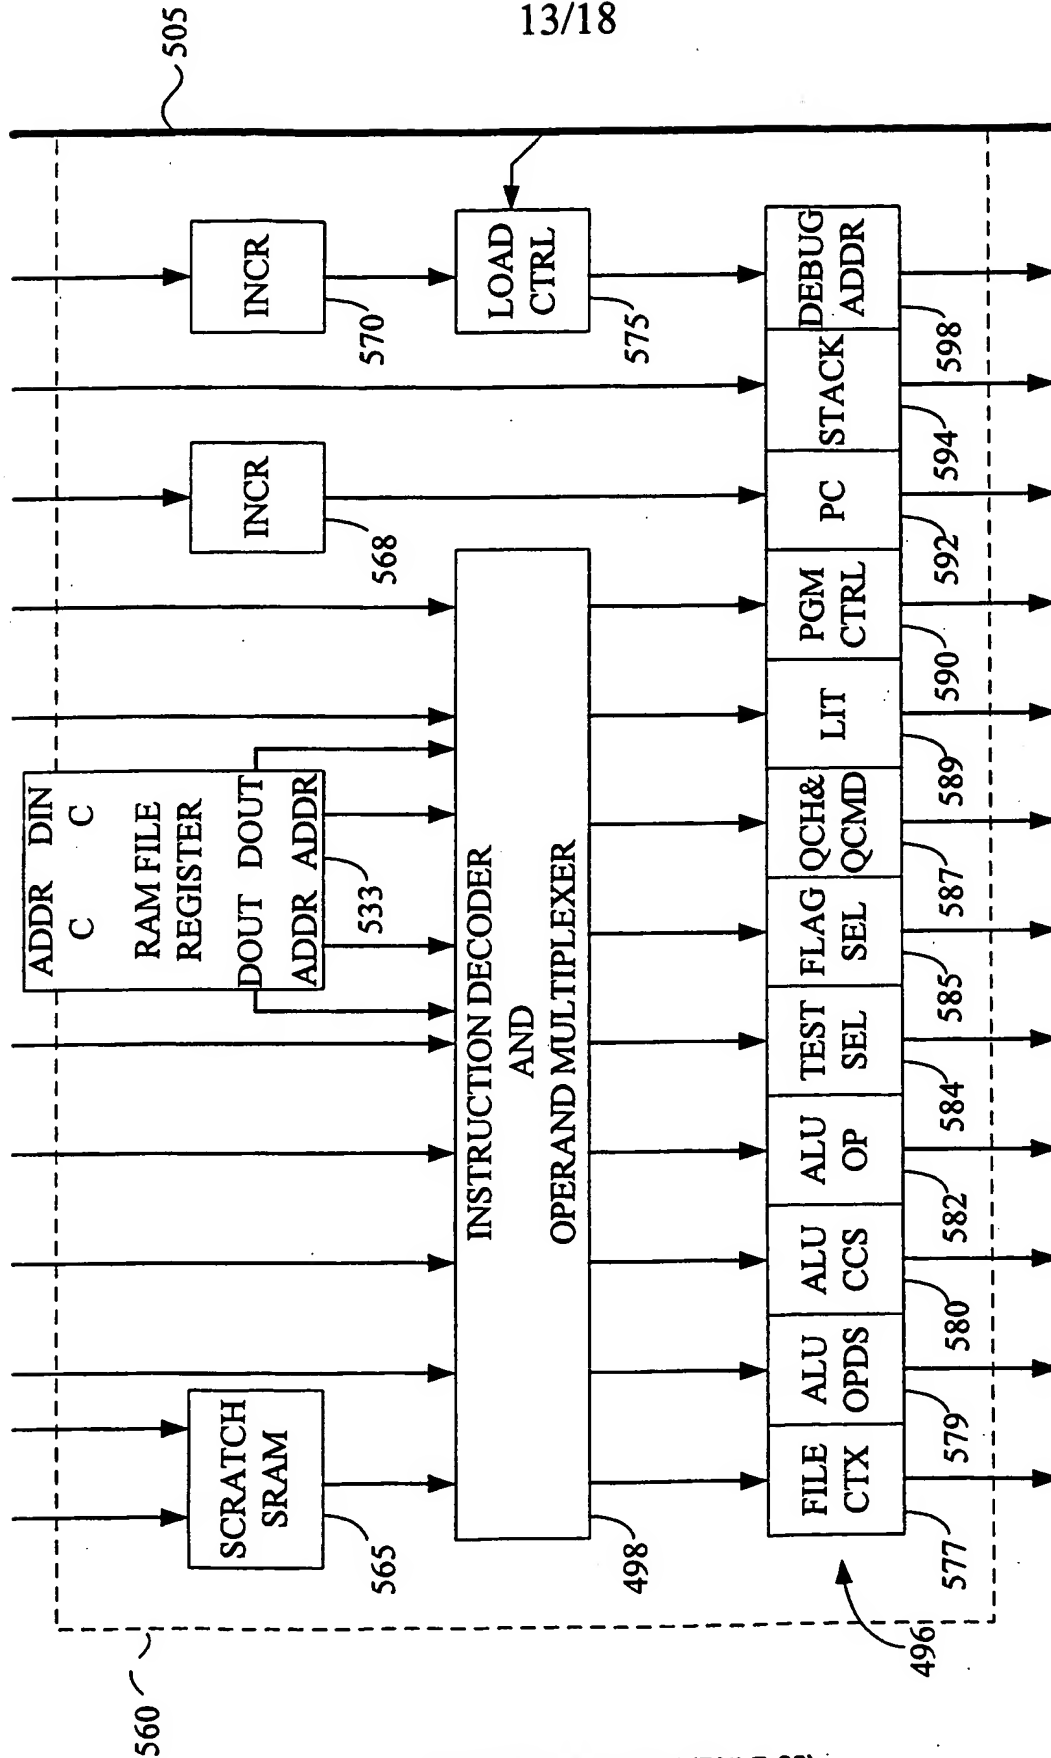 13/18
505
560
ADDR DIN
C C
RAM FILE
REGISTER
DOUT DOUT
ADDR ADDR
533
SCRATCH
SRAM
565
INCR
568
INCR
570
LOAD
CTRL
575
INSTRUCTION DECODER
AND
OPERAND MULTIPLEXER
498
FILE
CTX
577
ALU
OPDS
579
ALU
CCS
580
ALU
OP
582
TEST
SEL
584
FLAG
SEL
585
QCH&
QCMD
587
LIT
589
PGM
CTRL
590
PC
592
STACK
594
DEBUG
ADDR
598
496